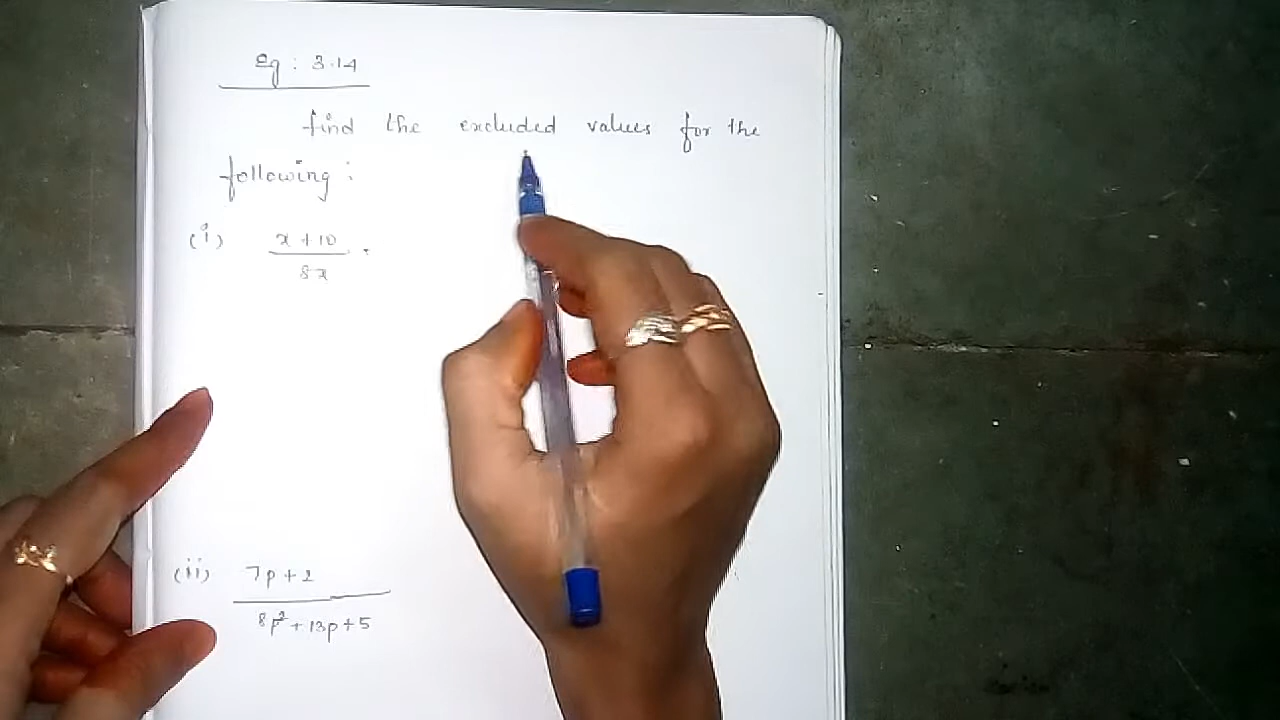 Eg : 3.14
find the excluded values for the
following :
(i) x + 10 / 8x .
(ii) 7p + 2 / 8p² + 13p + 5